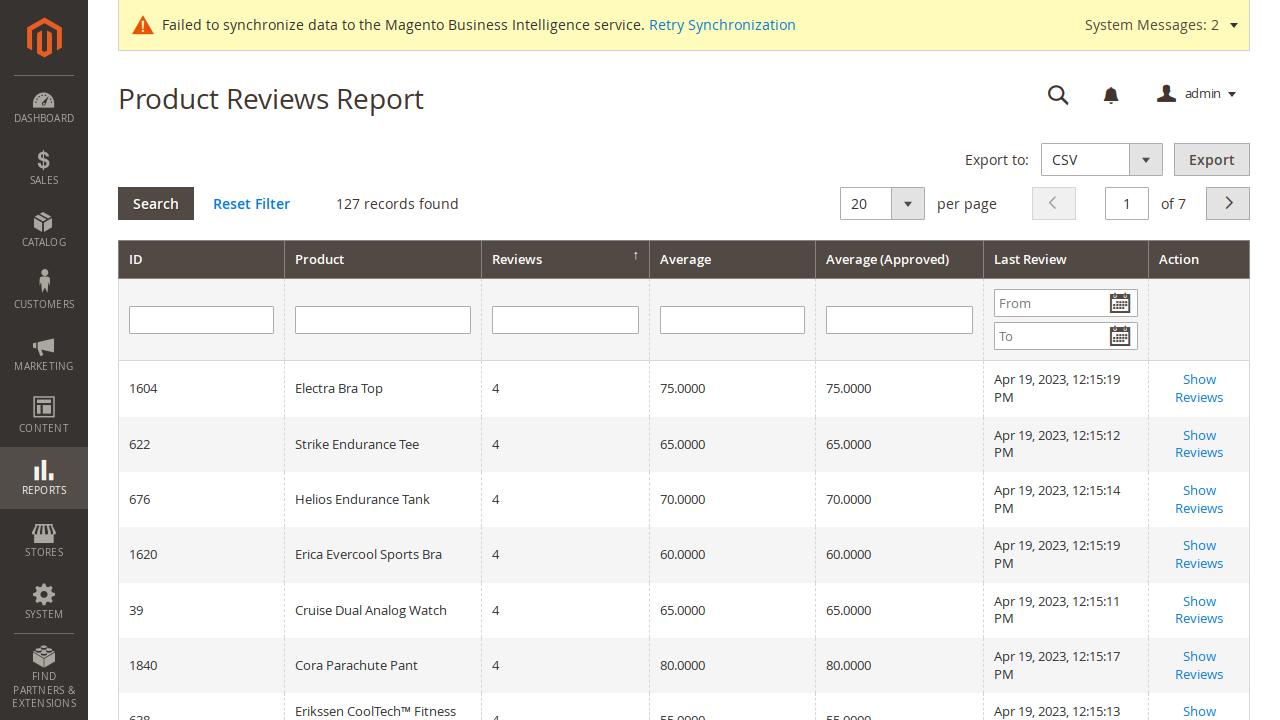 Failed to synchronize data to the Magento Business Intelligence service. Retry Synchronization
System Messages: 2
Product Reviews Report
admin
Export to: CSV Export
Search Reset Filter 127 records found 20 per page 1 of 7
ID Product Reviews ↑ Average Average (Approved) Last Review Action
From
To
1604 Electra Bra Top 4 75.0000 75.0000 Apr 19, 2023, 12:15:19 PM Show Reviews
622 Strike Endurance Tee 4 65.0000 65.0000 Apr 19, 2023, 12:15:12 PM Show Reviews
676 Helios Endurance Tank 4 70.0000 70.0000 Apr 19, 2023, 12:15:14 PM Show Reviews
1620 Erica Evercool Sports Bra 4 60.0000 60.0000 Apr 19, 2023, 12:15:19 PM Show Reviews
39 Cruise Dual Analog Watch 4 65.0000 65.0000 Apr 19, 2023, 12:15:11 PM Show Reviews
1840 Cora Parachute Pant 4 80.0000 80.0000 Apr 19, 2023, 12:15:17 PM Show Reviews
Erikssen CoolTech™ Fitness Apr 19, 2023, 12:15:13 Show
DASHBOARD
SALES
CATALOG
CUSTOMERS
MARKETING
CONTENT
REPORTS
STORES
SYSTEM
FIND
PARTNERS &
EXTENSIONS